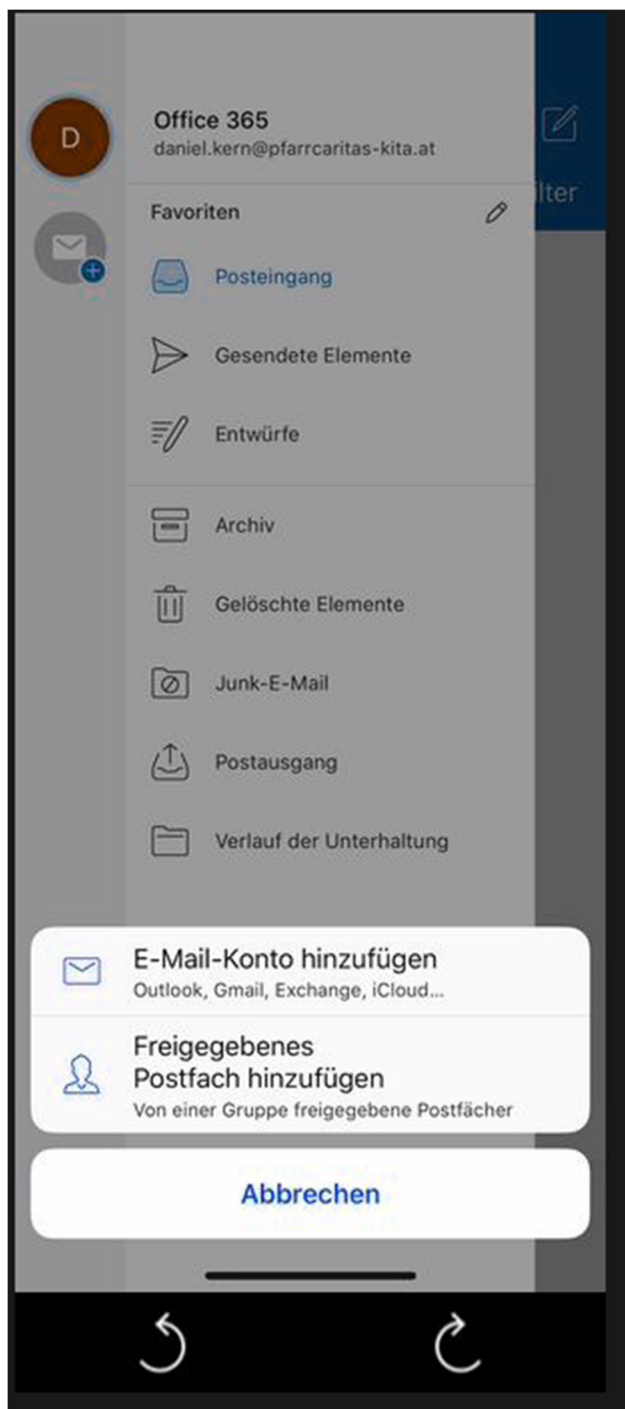 D
Office 365
daniel.kern@pfarrcaritas-kita.at
ilter
Favoriten
Posteingang
Gesendete Elemente
Entwürfe
Archiv
Gelöschte Elemente
Junk-E-Mail
Postausgang
Verlauf der Unterhaltung
E-Mail-Konto hinzufügen
Outlook, Gmail, Exchange, iCloud...
Freigegebenes
Postfach hinzufügen
Von einer Gruppe freigegebene Postfächer
Abbrechen